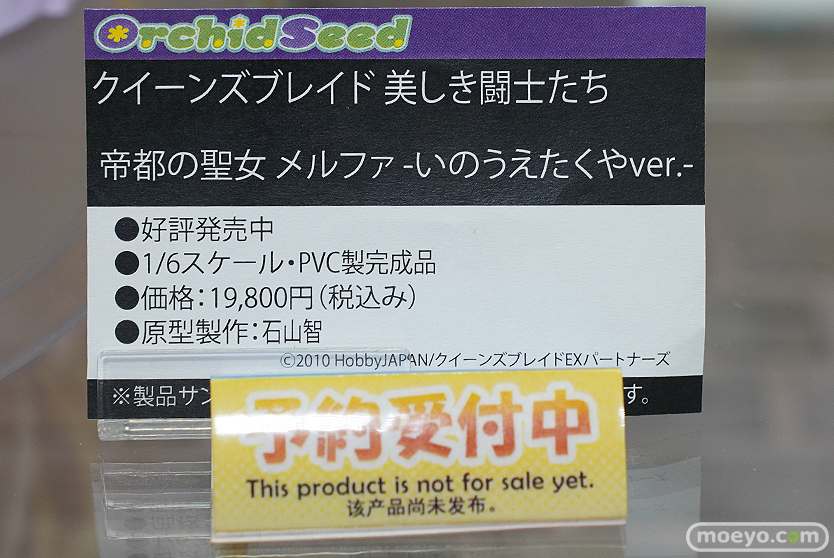 OrchidSeed
クイーンズブレイド 美しき闘士たち
帝都の聖女 メルファ -いのうえたくやver.-
●好評発売中
●1/6スケール・PVC製完成品
●価格：19,800円（税込み）
●原型製作：石山智
©2010 HobbyJAPAN/クイーンズブレイドEXパートナーズ
※製品サン す。
予約受付中
This product is not for sale yet.
该产品尚未发布。
moeyo.com